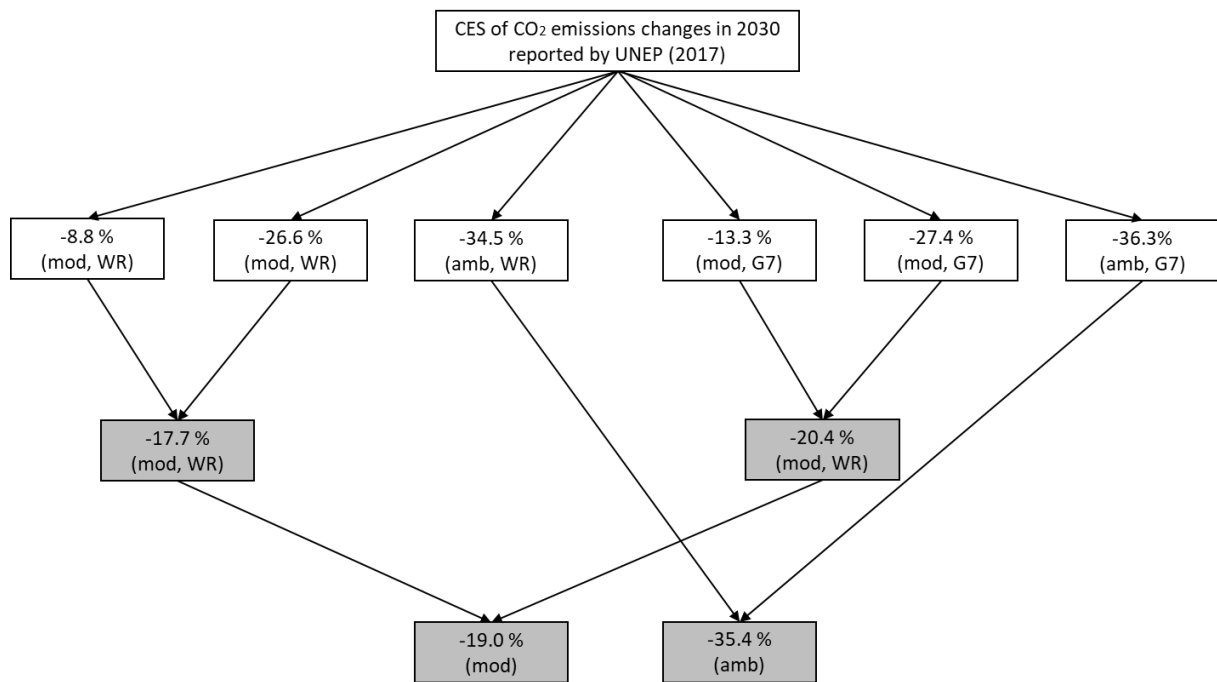 CES of CO₂ emissions changes in 2030
reported by UNEP (2017)
-8.8 %
(mod, WR)
-26.6 %
(mod, WR)
-34.5 %
(amb, WR)
-13.3 %
(mod, G7)
-27.4 %
(mod, G7)
-36.3%
(amb, G7)
-17.7 %
(mod, WR)
-20.4 %
(mod, WR)
-19.0 %
(mod)
-35.4 %
(amb)